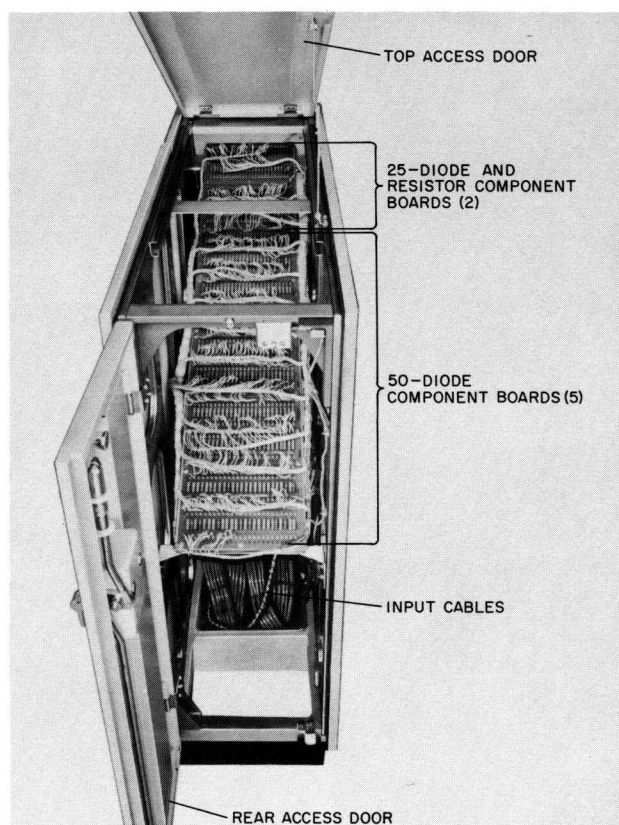 TOP ACCESS DOOR
25-DIODE AND
RESISTOR COMPONENT
BOARDS (2)
50-DIODE
COMPONENT BOARDS (5)
INPUT CABLES
REAR ACCESS DOOR